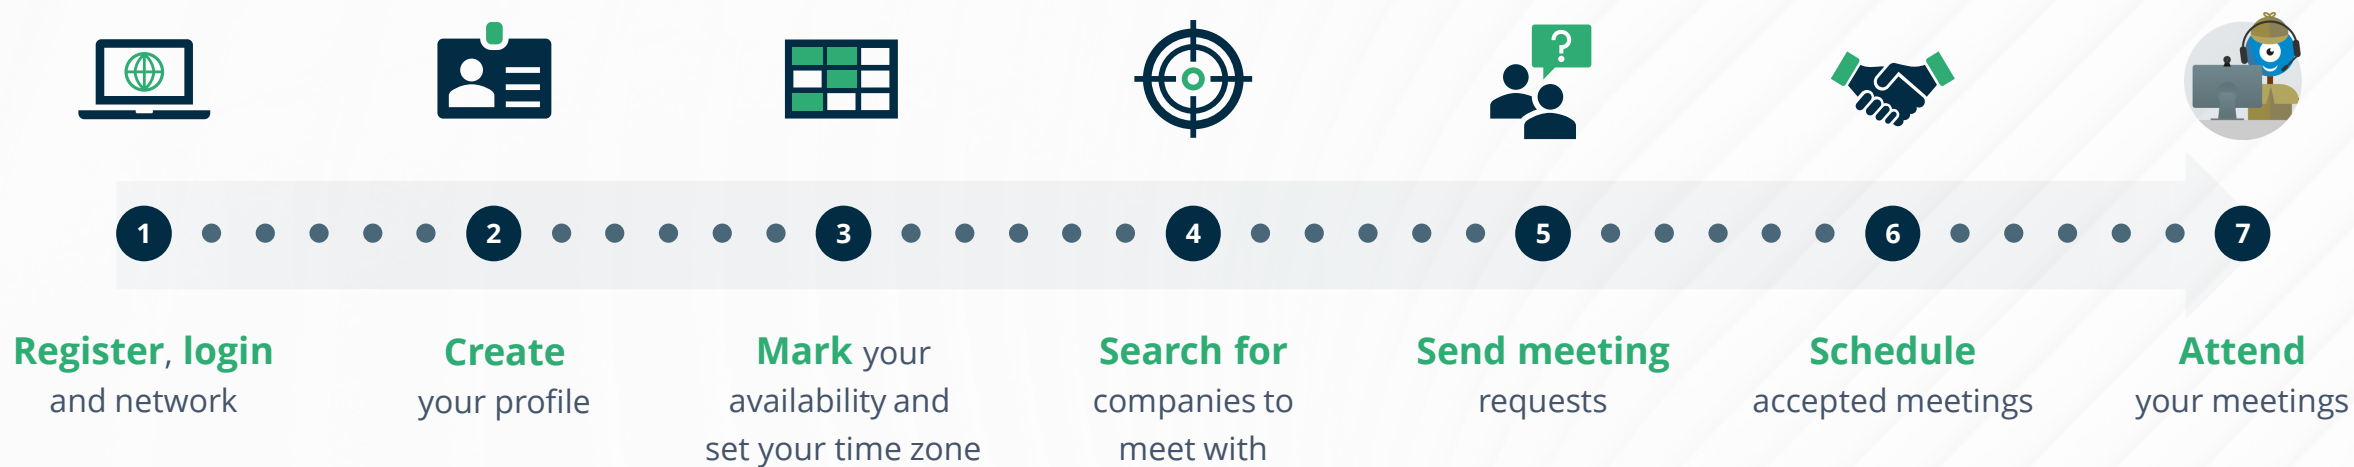 ?
1 2 3 4 5 6 7
Register, login
and network
Create
your profile
Mark your
availability and
set your time zone
Search for
companies to
meet with
Send meeting
requests
Schedule
accepted meetings
Attend
your meetings